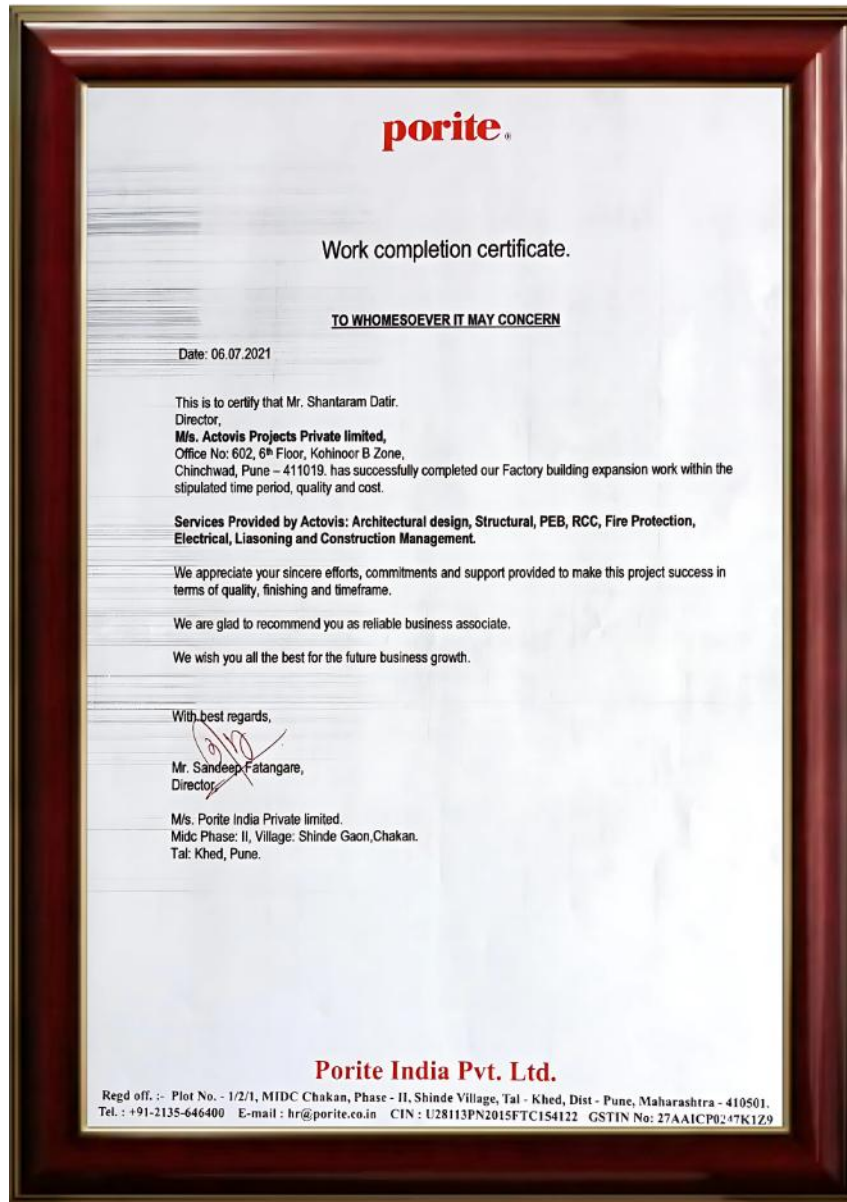 porite®
Work completion certificate.
TO WHOMESOEVER IT MAY CONCERN
Date: 06.07.2021
This is to certify that Mr. Shantaram Datir.
Director,
M/s. Actovis Projects Private limited,
Office No: 602, 6th Floor, Kohinoor B Zone,
Chinchwad, Pune – 411019. has successfully completed our Factory building expansion work within the
stipulated time period, quality and cost.
Services Provided by Actovis: Architectural design, Structural, PEB, RCC, Fire Protection,
Electrical, Liasoning and Construction Management.
We appreciate your sincere efforts, commitments and support provided to make this project success in
terms of quality, finishing and timeframe.
We are glad to recommend you as reliable business associate.
We wish you all the best for the future business growth.
With best regards,
Mr. Sandeep Fatangare,
Director,
M/s. Porite India Private limited.
Midc Phase: II, Village: Shinde Gaon,Chakan.
Tal: Khed, Pune.
Porite India Pvt. Ltd.
Regd off. :- Plot No. - 1/2/1, MIDC Chakan, Phase - II, Shinde Village, Tal - Khed, Dist - Pune, Maharashtra - 410501.
Tel. : +91-2135-646400 E-mail : hr@porite.co.in CIN : U28113PN2015FTC154122 GSTIN No: 27AAICP0247K1Z9